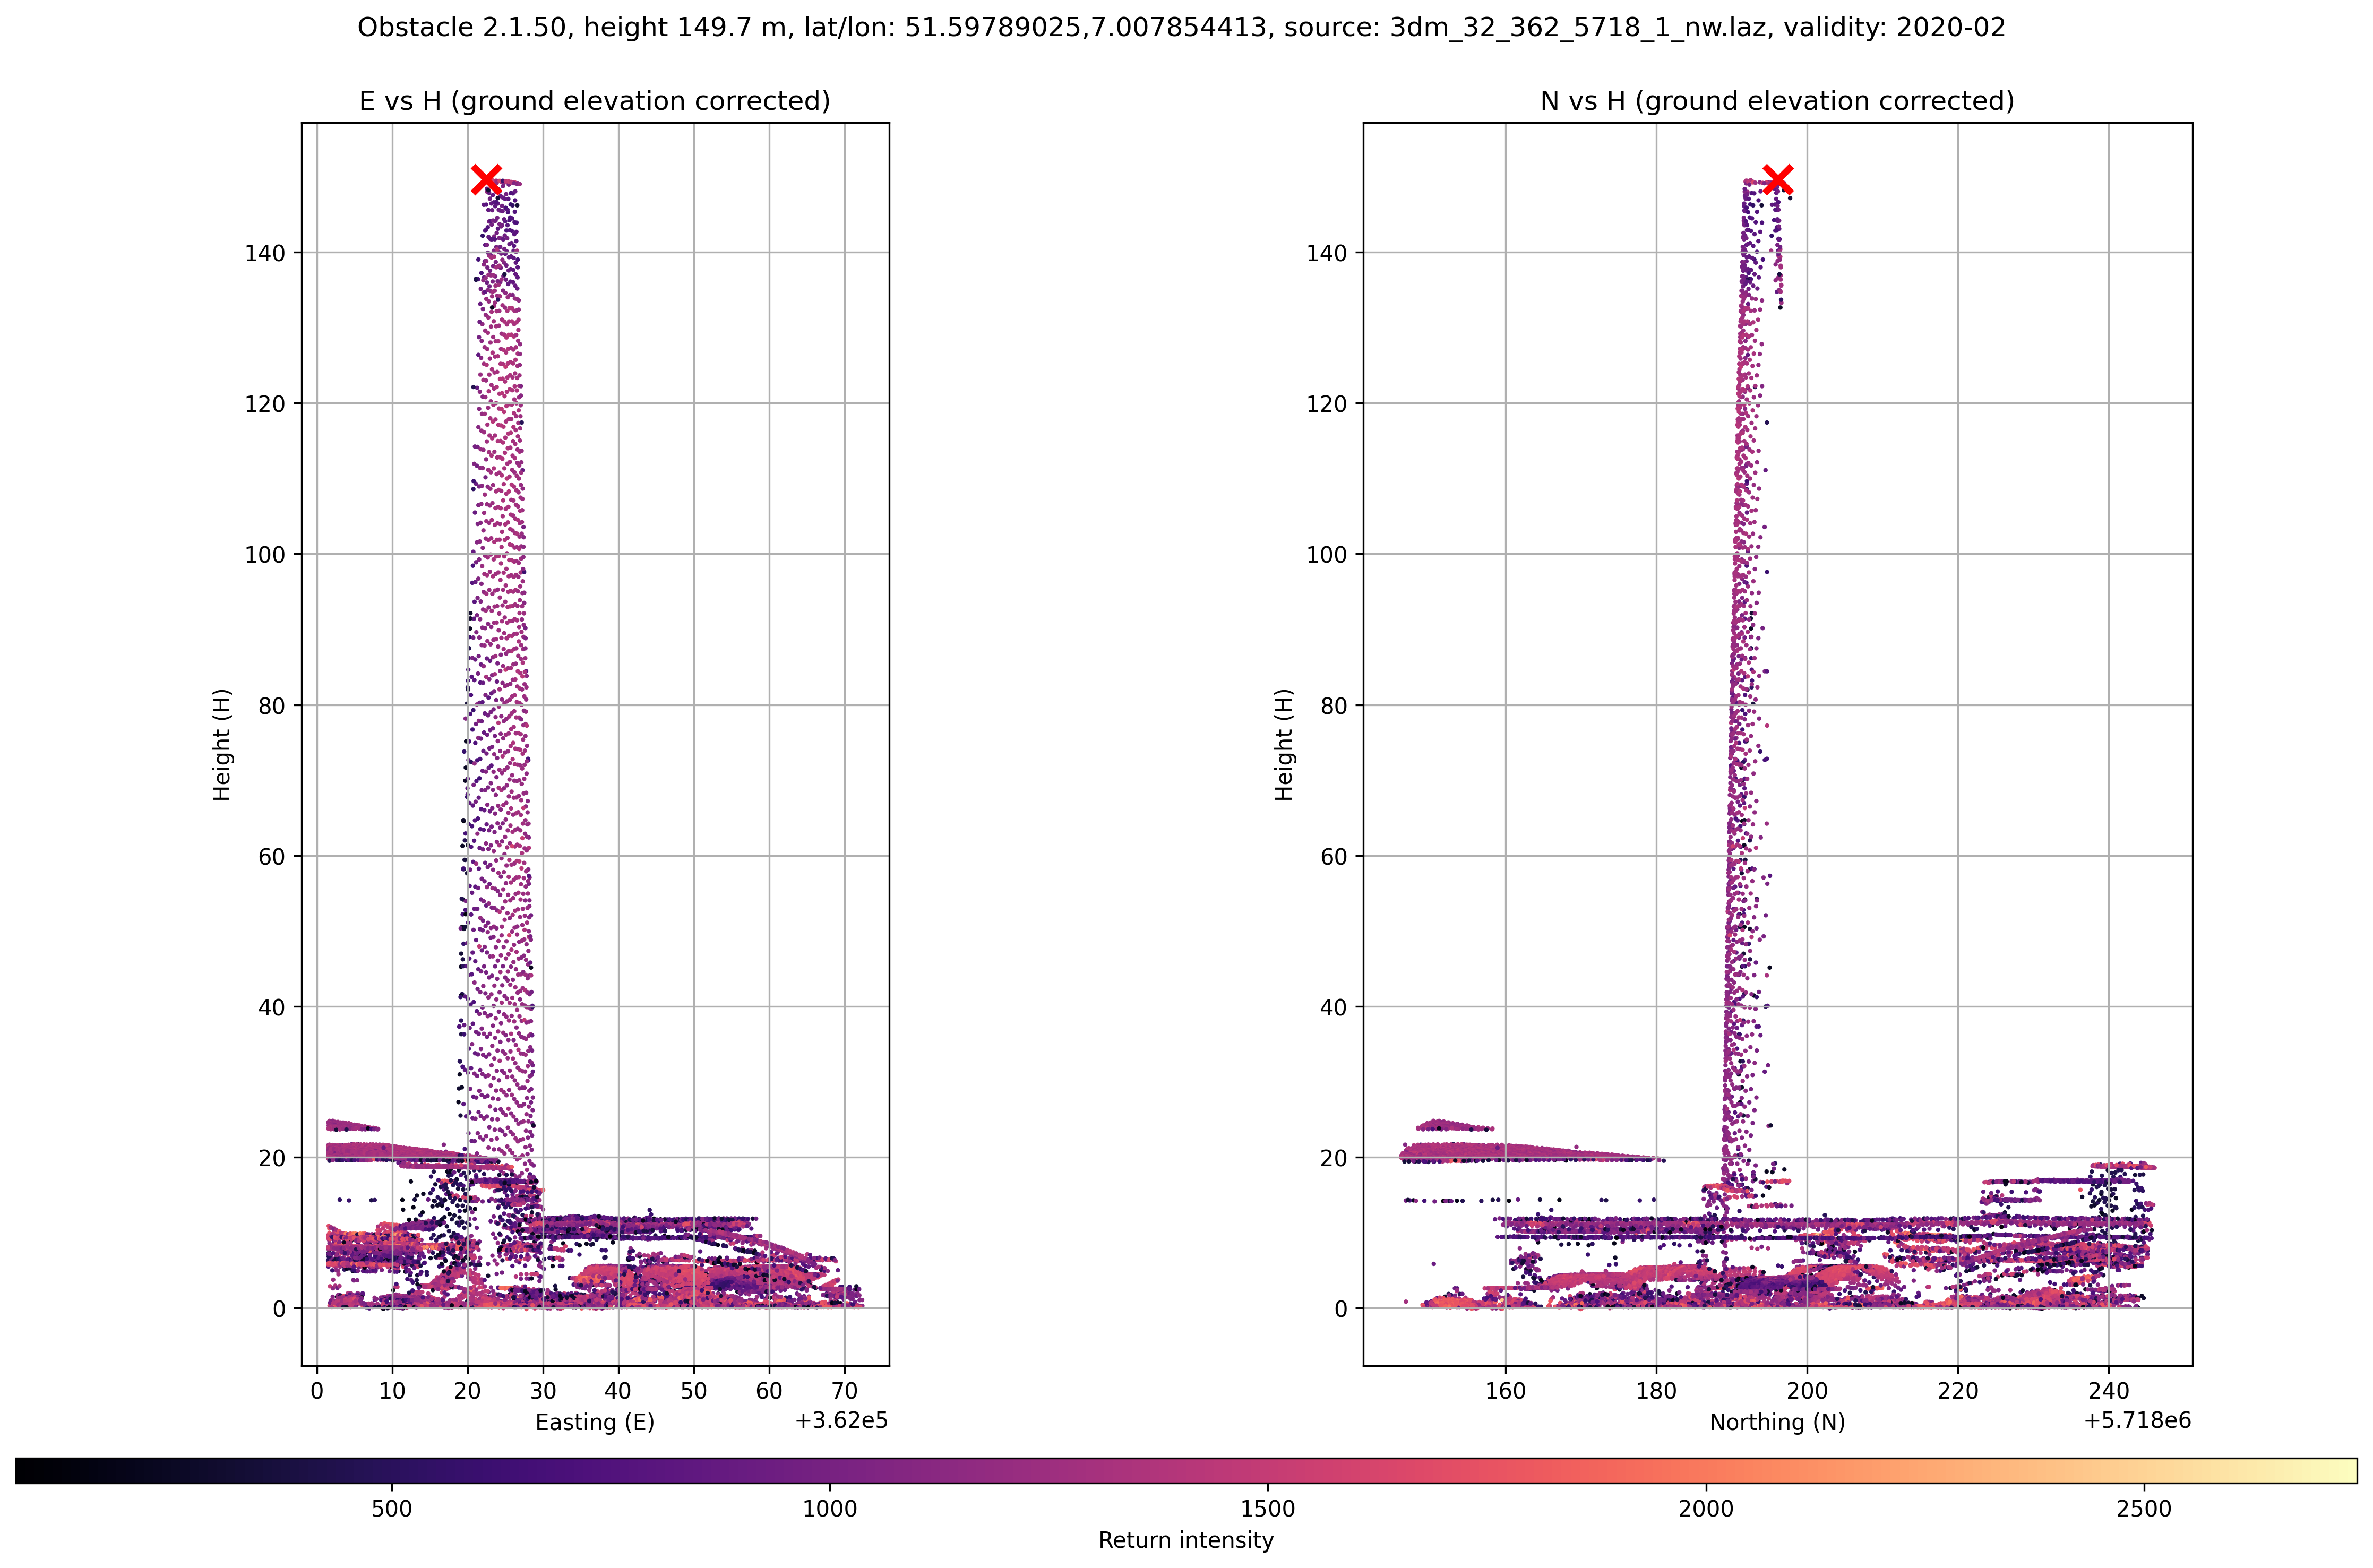 Obstacle 2.1.50, height 149.7 m, lat/lon: 51.59789025,7.007854413, source: 3dm_32_362_5718_1_nw.laz, validity: 2020-02
E vs H (ground elevation corrected)
140
120
100
80
60
40
20
0
Height (H)
0 10 20 30 40 50 60 70
Easting (E)
+3.62e5
N vs H (ground elevation corrected)
140
120
100
80
60
40
20
0
Height (H)
160 180 200 220 240
Northing (N)
+5.718e6
500 1000 1500 2000 2500
Return intensity